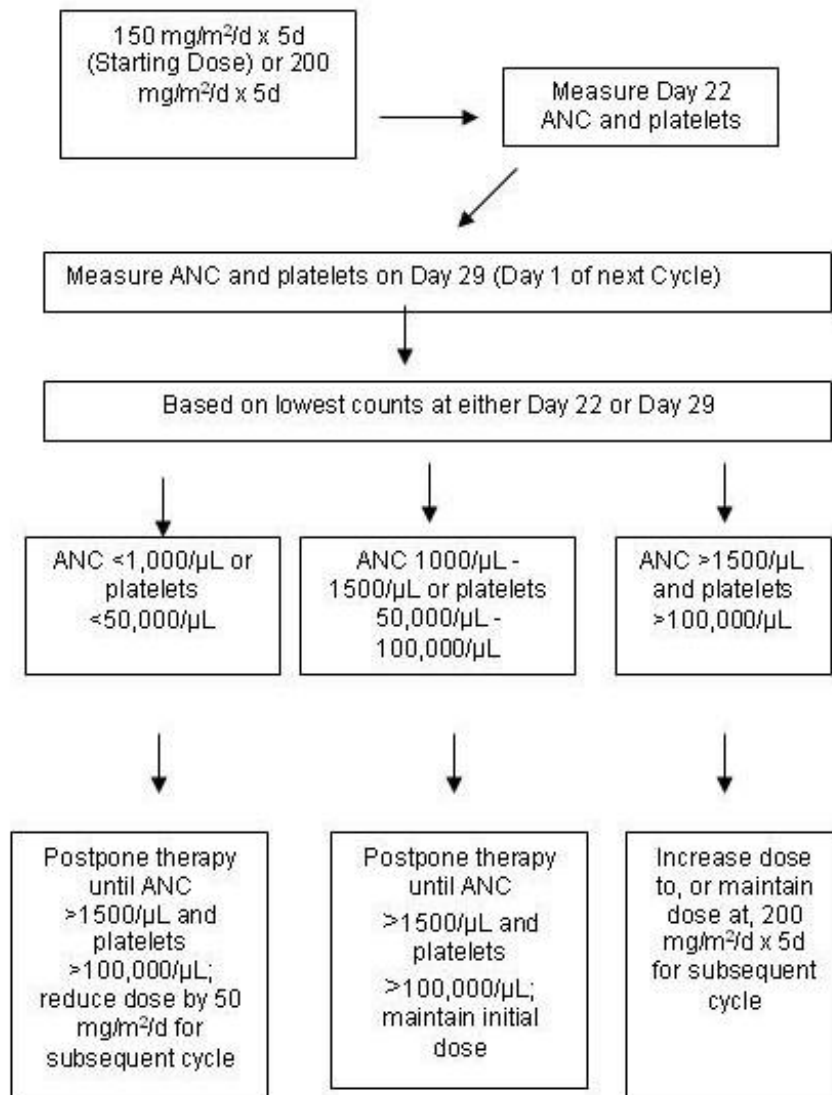 150 mg/m²/d x 5d
(Starting Dose) or 200
mg/m²/d x 5d
Measure Day 22
ANC and platelets
Measure ANC and platelets on Day 29 (Day 1 of next Cycle)
Based on lowest counts at either Day 22 or Day 29
ANC <1,000/µL or
platelets
<50,000/µL
ANC 1000/µL -
1500/µL or platelets
50,000/µL -
100,000/µL
ANC >1500/µL
and platelets
>100,000/µL
Postpone therapy
until ANC
>1500/µL and
platelets
>100,000/µL;
reduce dose by 50
mg/m²/d for
subsequent cycle
Postpone therapy
until ANC
>1500/µL and
platelets
>100,000/µL;
maintain initial
dose
Increase dose
to, or maintain
dose at, 200
mg/m²/d x 5d
for subsequent
cycle